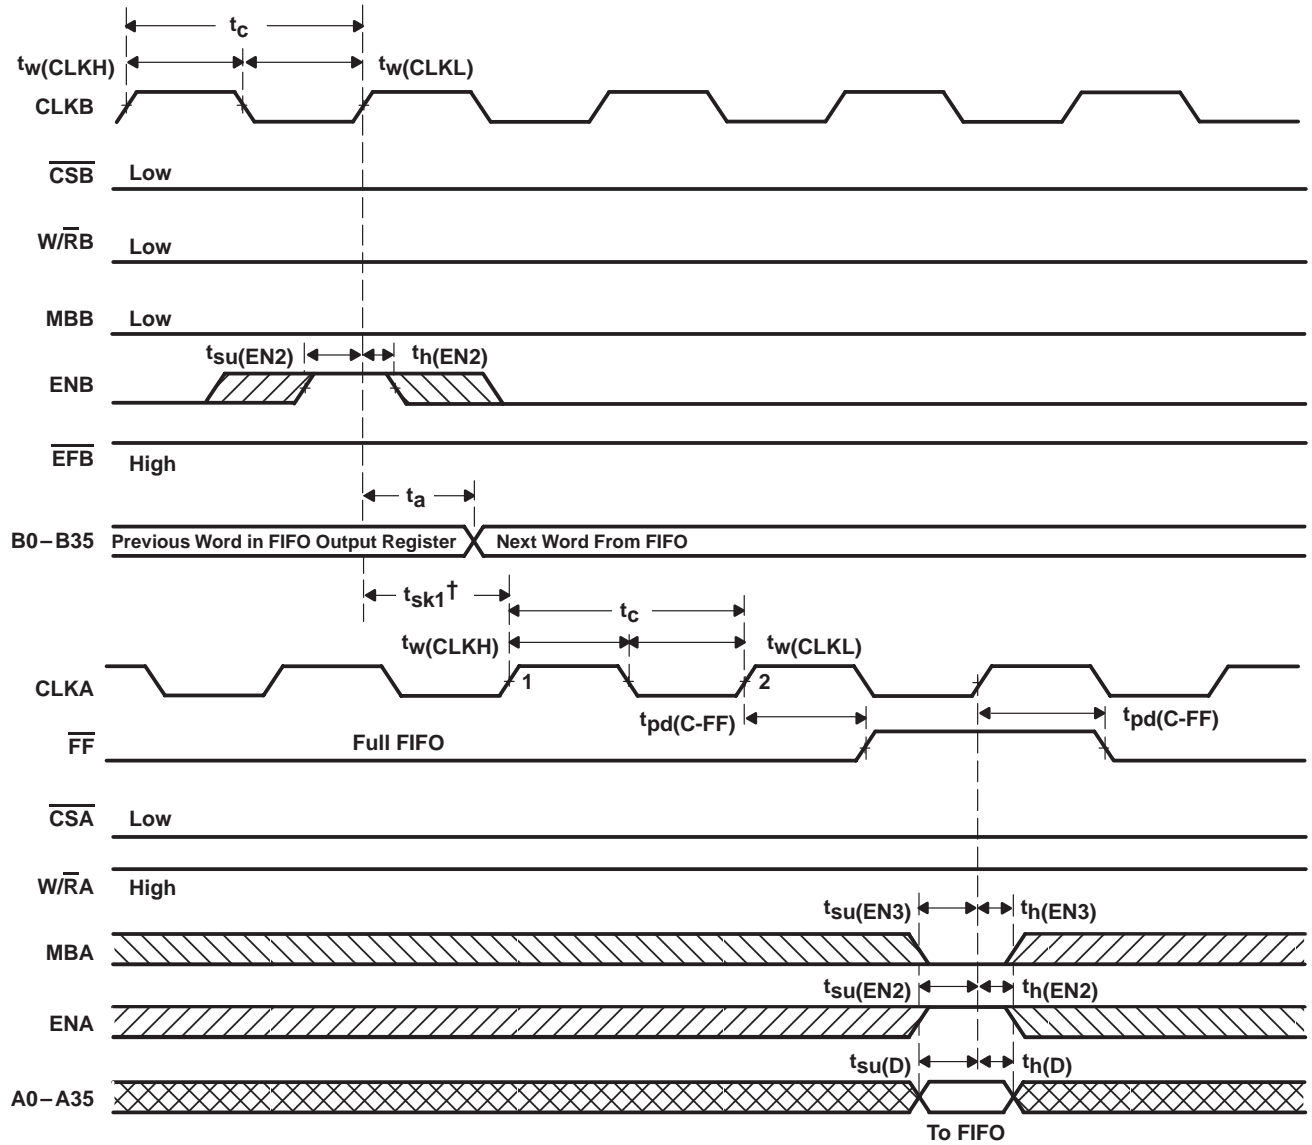 tc
tw(CLKH) tw(CLKL)
CLKB
CSB Low
W/RB Low
MBB Low
tsu(EN2) th(EN2)
ENB
EFB High
ta
B0–B35 Previous Word in FIFO Output Register Next Word From FIFO
tsk1† tc
tw(CLKH) tw(CLKL)
CLKA 1 2
tpd(C-FF) tpd(C-FF)
FF Full FIFO
CSA Low
W/RA High
tsu(EN3) th(EN3)
MBA
tsu(EN2) th(EN2)
ENA
tsu(D) th(D)
A0–A35
To FIFO